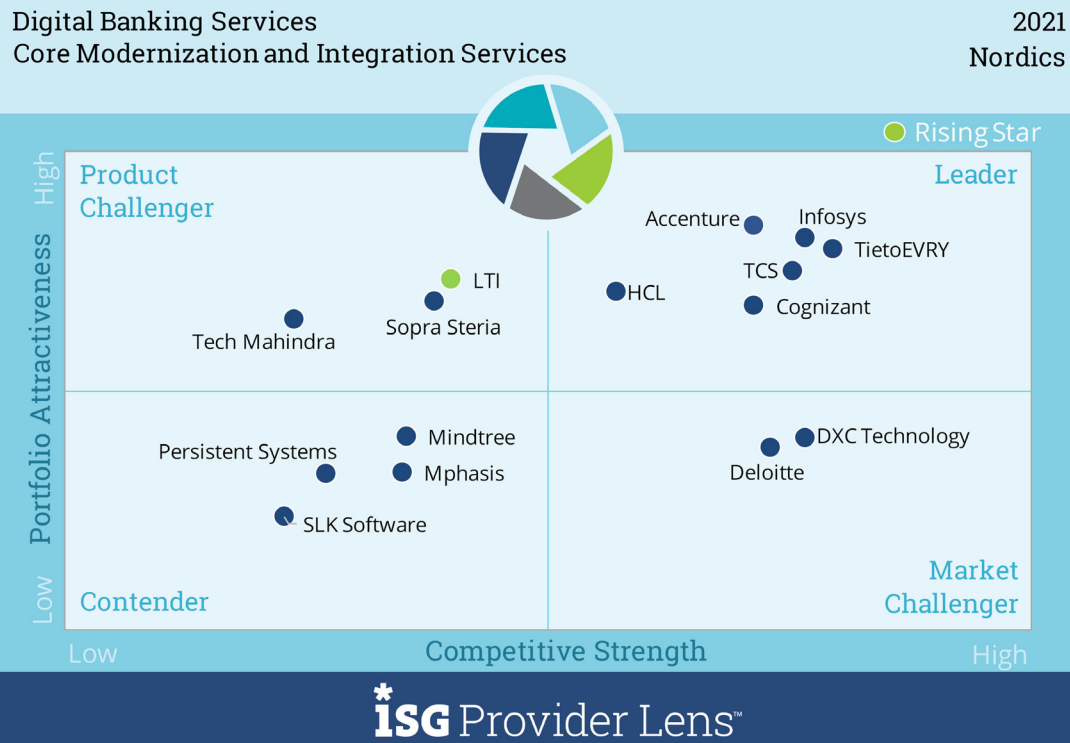 Digital Banking Services
Core Modernization and Integration Services
2021
Nordics
Rising Star
High
Product
Challenger
Leader
Accenture
Infosys
TietoEVRY
TCS
LTI
HCL
Cognizant
Sopra Steria
Tech Mahindra
Portfolio Attractiveness
Mindtree
DXC Technology
Persistent Systems
Mphasis
Deloitte
SLK Software
Market
Challenger
Contender
Low
Low
Competitive Strength
High
*
ISG Provider Lens™